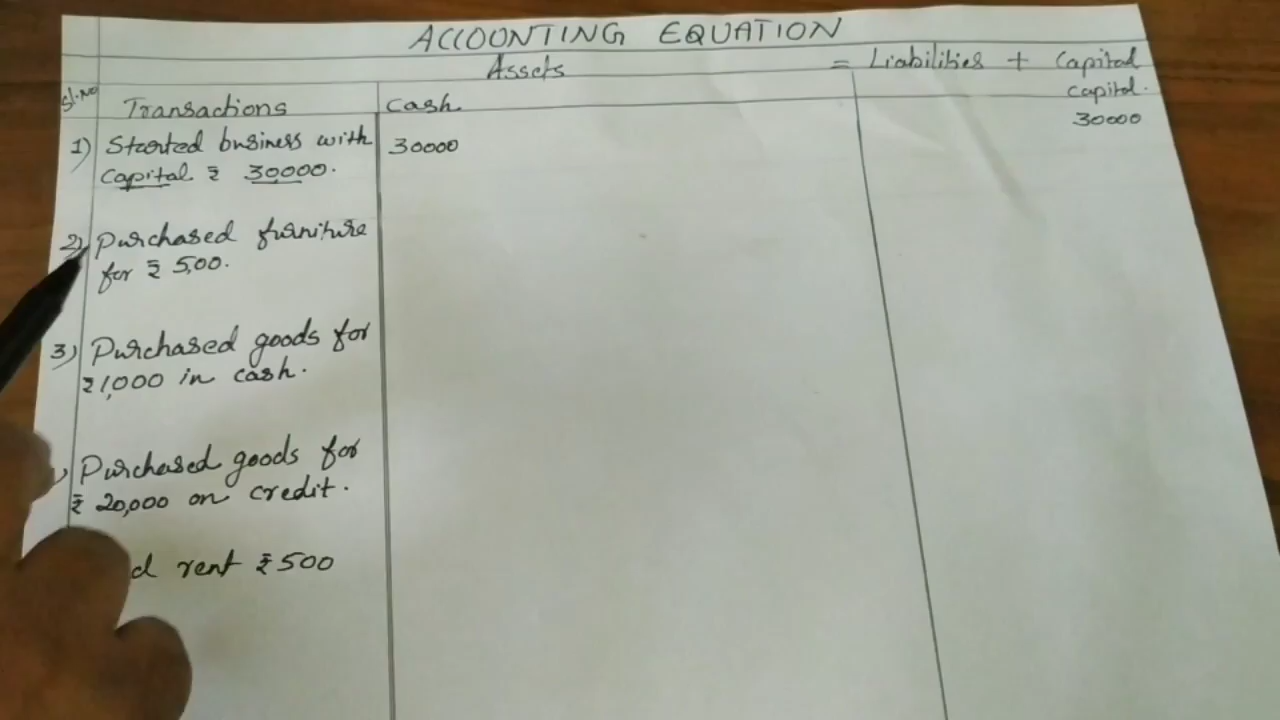 ACCOUNTING EQUATION
Assets = Liabilities + Capital
Sl.No Transactions Cash Capital.
1) Started business with 30000 30000
Capital ₹ 30000.
2) Purchased furniture
for ₹ 5,00.
3) Purchased goods for
₹1,000 in cash.
) Purchased goods for
₹ 20,000 on credit.
d rent ₹500